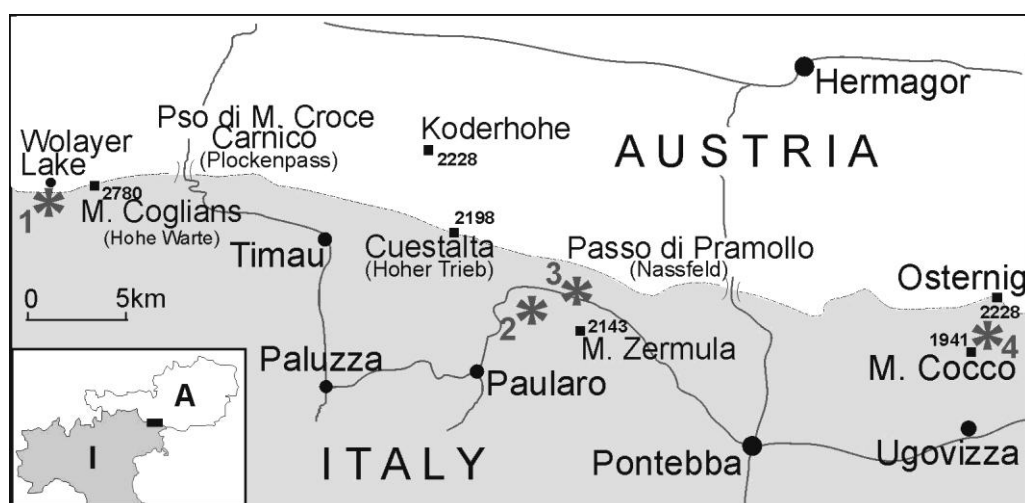 Hermagor
Pso di M. Croce
Carnico
(Plockenpass)
Koderhohe
2228
AUSTRIA
Wolayer
Lake
1
2780
M. Coglians
(Hohe Warte)
2198
Cuestalta
(Hoher Trieb)
Passo di Pramollo
(Nassfeld)
Timau
Osternig
2228
0 5km
3
2
2143
M. Zermula
4
1941
M. Cocco
Paluzza
Paularo
A
I
ITALY
Pontebba
Ugovizza